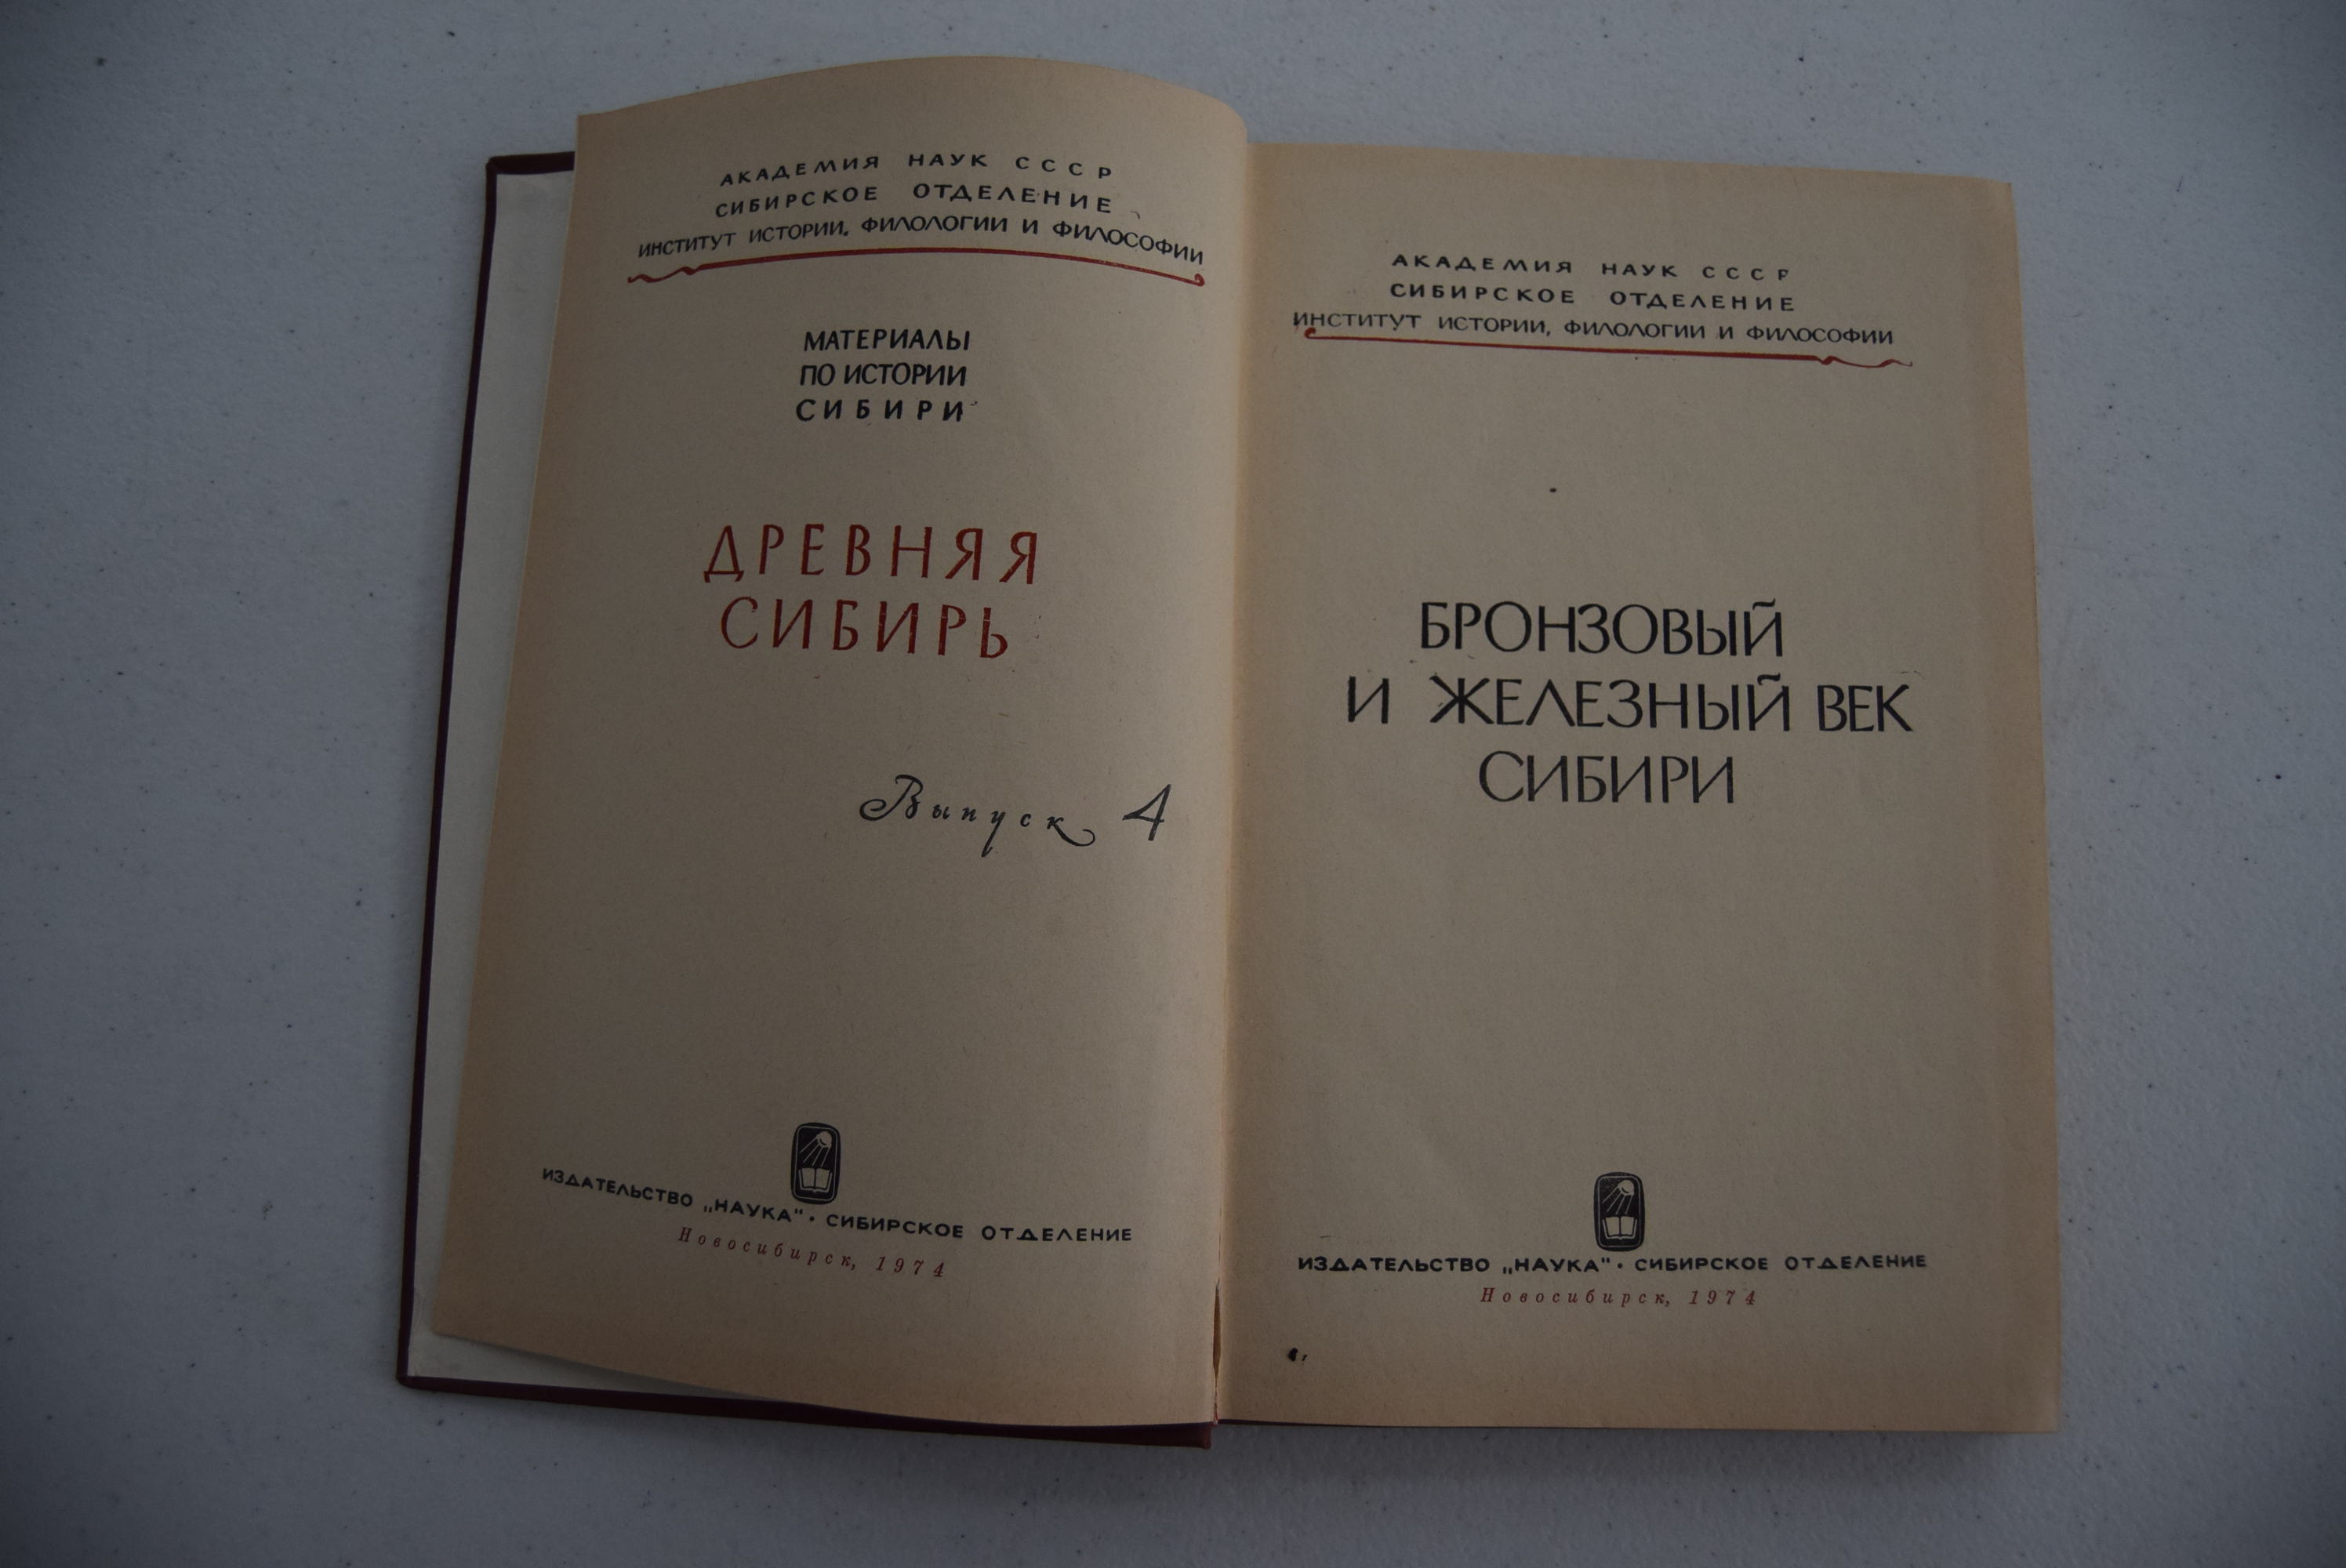 АКАДЕМИЯ НАУК СССР
СИБИРСКОЕ ОТДЕЛЕНИЕ
ИНСТИТУТ ИСТОРИИ, ФИЛОЛОГИИ И ФИЛОСОФИИ
МАТЕРИАЛЫ
ПО ИСТОРИИ
СИБИРИ
ДРЕВНЯЯ
СИБИРЬ
Выпуск 4
ИЗДАТЕЛЬСТВО „НАУКА" · СИБИРСКОЕ ОТДЕЛЕНИЕ
Новосибирск, 1974
АКАДЕМИЯ НАУК СССР
СИБИРСКОЕ ОТДЕЛЕНИЕ
ИНСТИТУТ ИСТОРИИ, ФИЛОЛОГИИ И ФИЛОСОФИИ
БРОНЗОВЫЙ
И ЖЕЛЕЗНЫЙ ВЕК
СИБИРИ
ИЗДАТЕЛЬСТВО „НАУКА" · СИБИРСКОЕ ОТДЕЛЕНИЕ
Новосибирск, 1974